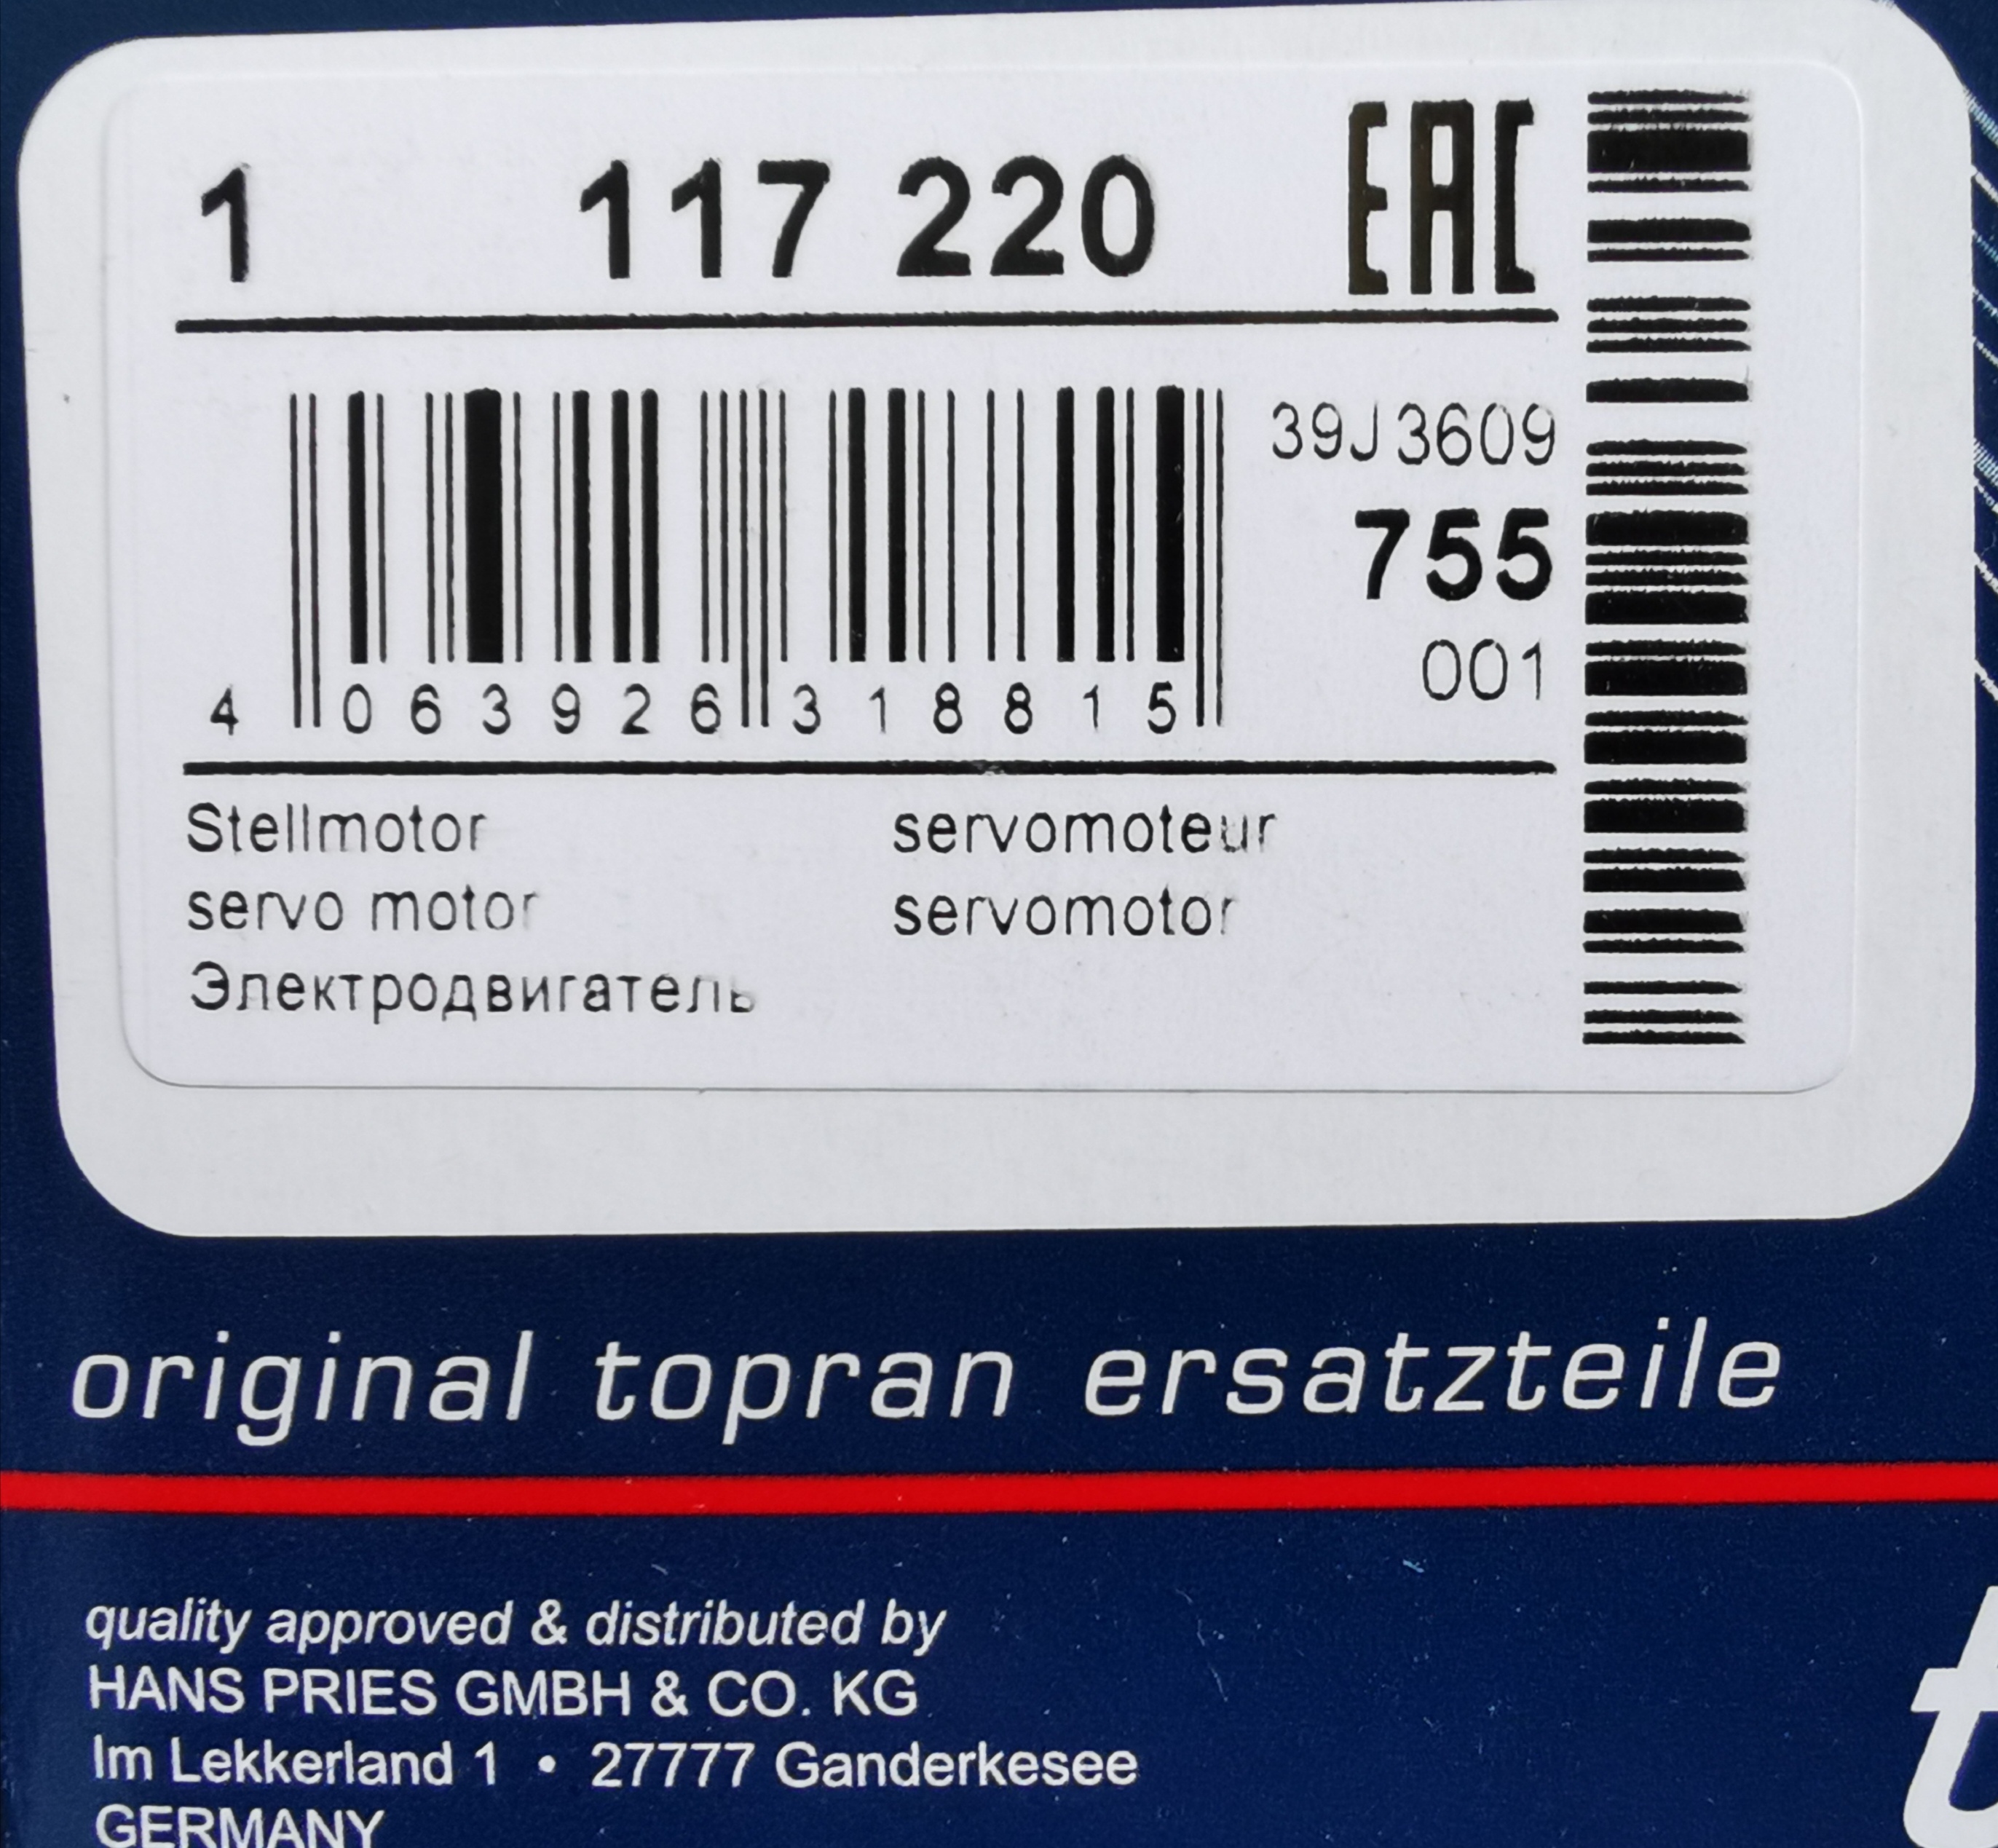 1 117 220 EAC
39J3609
755
001
4 063926 318815
Stellmotor servomoteur
servo motor servomotor
Электродвигатель
original topran ersatzteile
quality approved & distributed by
HANS PRIES GMBH & CO. KG
Im Lekkerland 1 • 27777 Ganderkesee
GERMANY